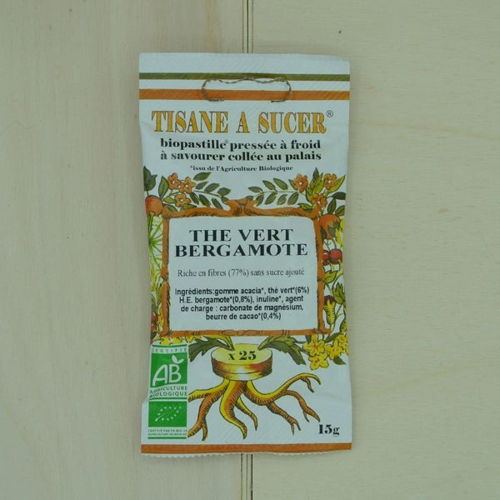 TISANE A SUCER®
biopastille* pressée à froid
à savourer collée au palais
*issu de l'Agriculture Biologique
THE VERT
BERGAMOTE
Riche en fibres (77%) sans sucre ajouté
Ingrédients:gomme acacia*, thé vert*(6%)
H.E. bergamote*(0,8%), inuline*, agent
de charge : carbonate de magnésium,
beurre de cacao*(0,4%)
x 25
CERTIFIÉ
AB
AGRICULTURE
BIOLOGIQUE
15g